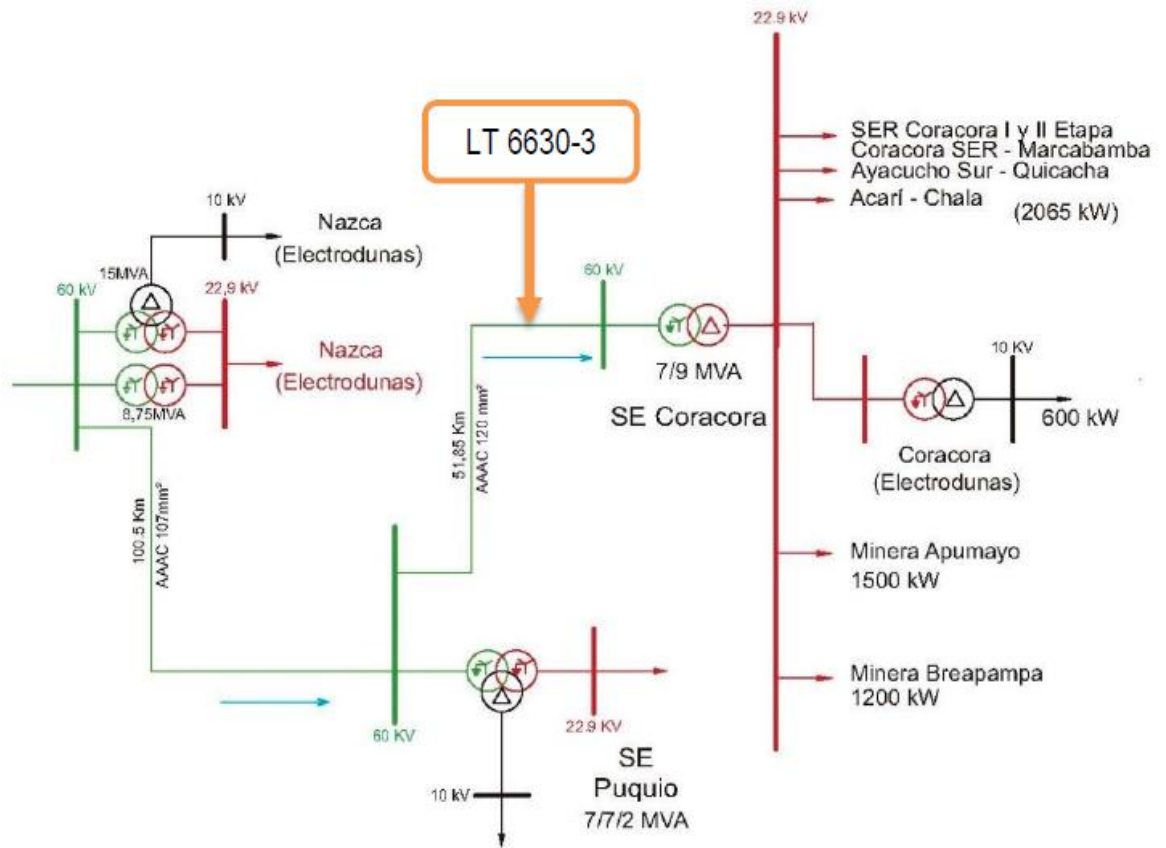 22.9 kV
LT 6630-3
SER Coracora I y II Etapa
Coracora SER - Marcabamba
Ayacucho Sur - Quicacha
Acarí - Chala
(2065 kW)
10 kV
Nazca
(Electrodunas)
15MVA
60 kV
22,9 kV
60 kV
Nazca
(Electrodunas)
8,75MVA
7/9 MVA
SE Coracora
10 KV
600 kW
Coracora
(Electrodunas)
51,85 Km
AAAC 120 mm²
100.5 Km
AAAC 107mm²
Minera Apumayo
1500 kW
Minera Breapampa
1200 kW
60 KV
22.9 KV
SE
Puquio
7/7/2 MVA
10 kV